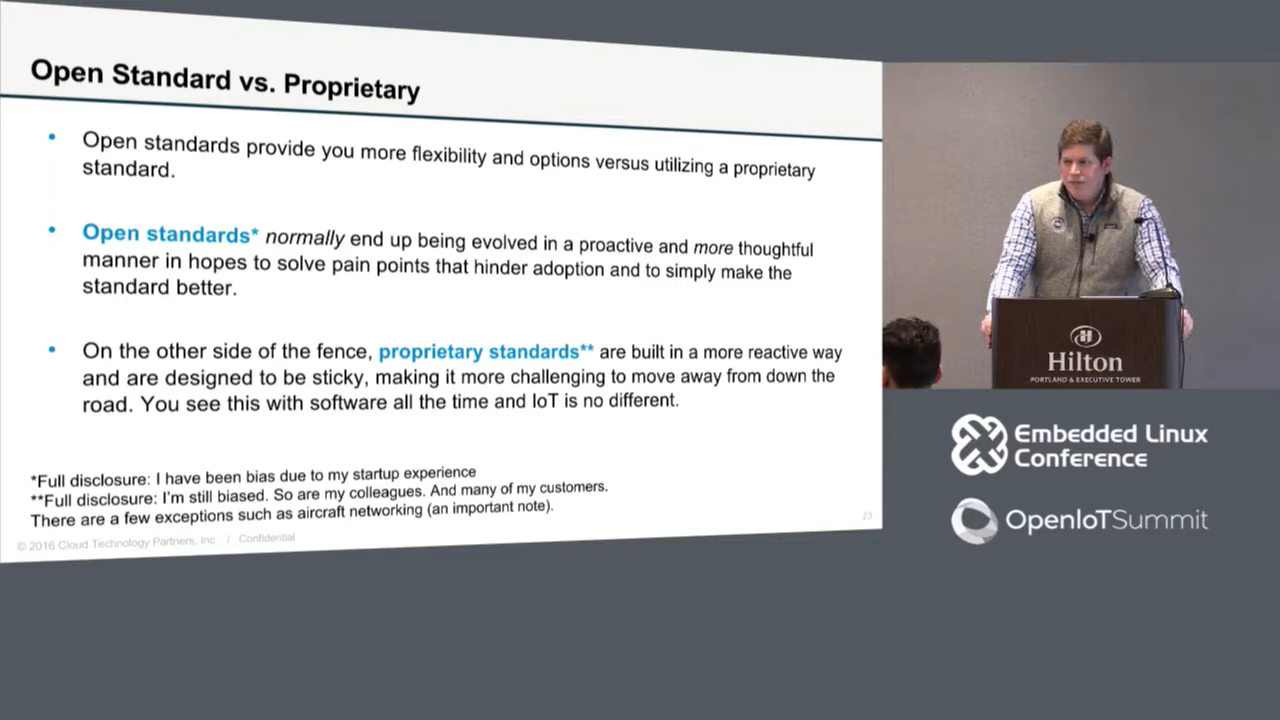 Open Standard vs. Proprietary
• Open standards provide you more flexibility and options versus utilizing a proprietary
standard.
• Open standards* normally end up being evolved in a proactive and more thoughtful
manner in hopes to solve pain points that hinder adoption and to simply make the
standard better.
• On the other side of the fence, proprietary standards** are built in a more reactive way
and are designed to be sticky, making it more challenging to move away from down the
road. You see this with software all the time and IoT is no different.
*Full disclosure: I have been bias due to my startup experience
**Full disclosure: I'm still biased. So are my colleagues. And many of my customers.
There are a few exceptions such as aircraft networking (an important note).
23
© 2016 Cloud Technology Partners, Inc / Confidential
H
Hilton
PORTLAND & EXECUTIVE TOWER
Embedded Linux
Conference
OpenIoTSummit